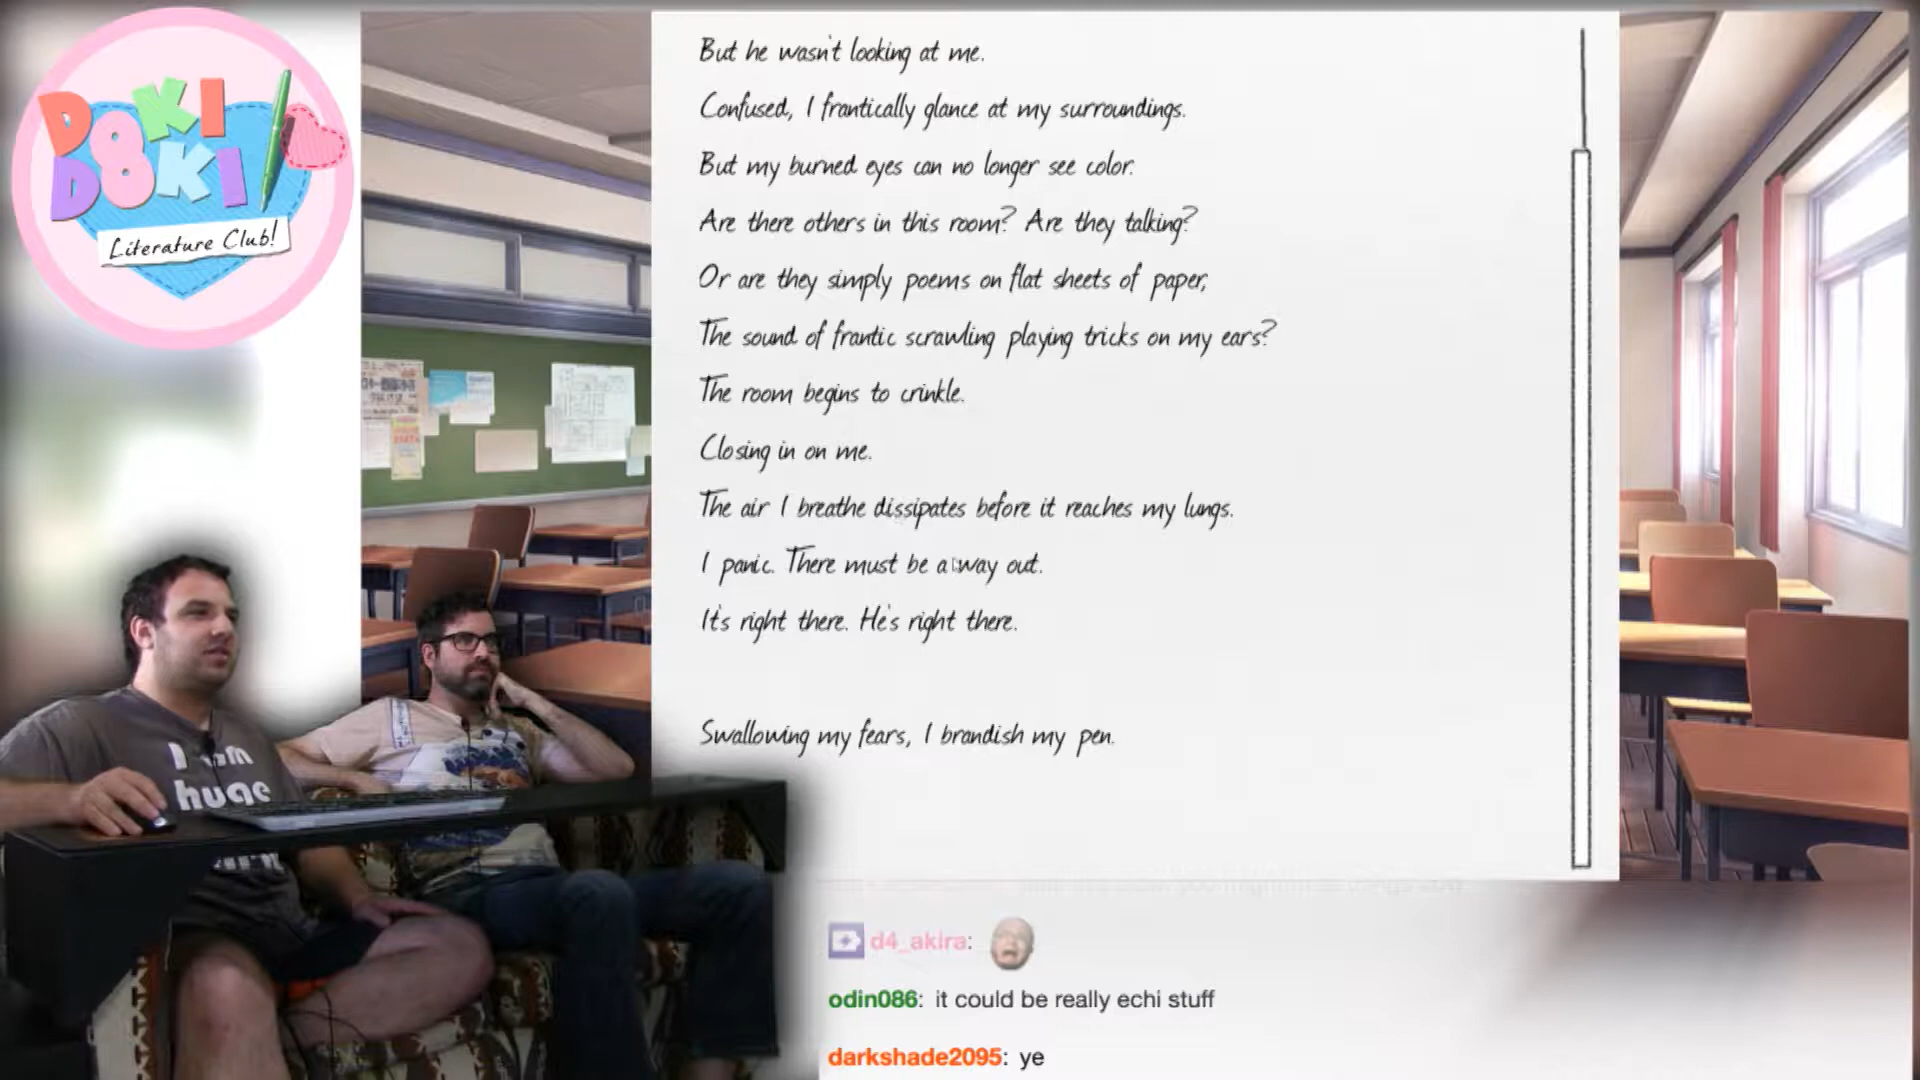 DOKI
DOKI
Literature Club!
But he wasn't looking at me.
Confused, I frantically glance at my surroundings.
But my burned eyes can no longer see color.
Are there others in this room? Are they talking?
Or are they simply poems on flat sheets of paper,
The sound of frantic scrawling playing tricks on my ears?
The room begins to crinkle.
Closing in on me.
The air I breathe dissipates before it reaches my lungs.
I panic. There must be a way out.
It's right there. He's right there.
Swallowing my fears, I brandish my pen.
I am
huge
d4_akira:
odin086: it could be really echi stuff
darkshade2095: ye